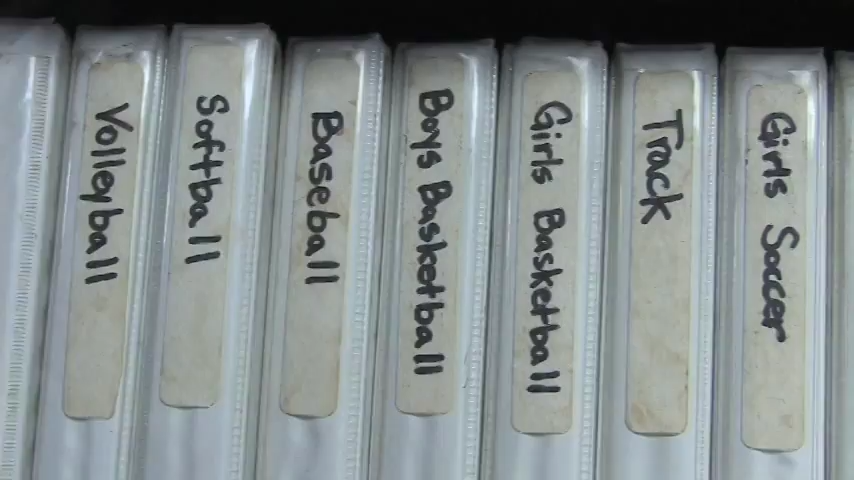 Volleyball
Softball
Baseball
Boys Basketball
Girls Basketball
Track
Girls Soccer